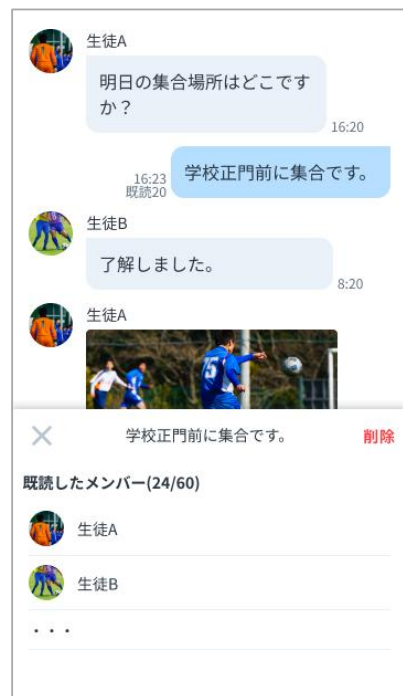 生徒A
明日の集合場所はどこです
か？
16:20
学校正門前に集合です。
16:23
既読20
生徒B
了解しました。
8:20
生徒A
15
学校正門前に集合です。
削除
既読したメンバー(24/60)
生徒A
生徒B
・・・